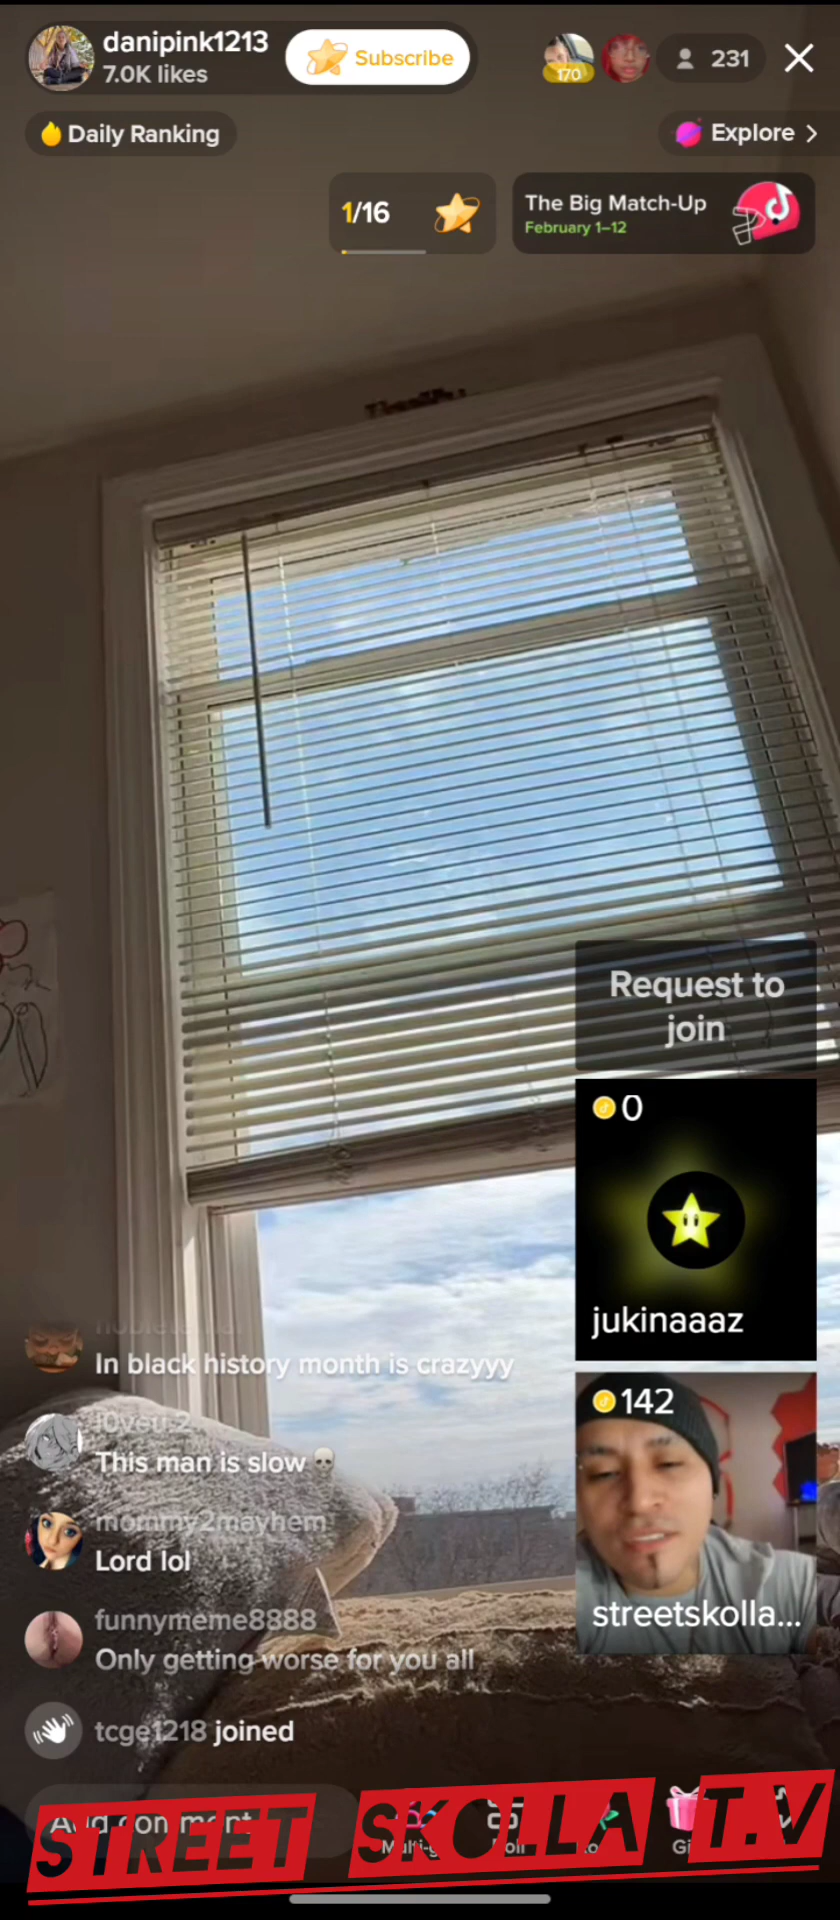 danipink1213
7.0K likes
Subscribe
170
231
Daily Ranking
Explore
1/16
The Big Match-Up
February 1–12
Request to
join
0
jukinaaaz
142
streetskolla...
In black history month is crazyyy
This man is slow
mommy2mayhem
Lord lol
funnymeme8888
Only getting worse for you all
tcge1218 joined
Add comment
STREET SKOLLA T.V